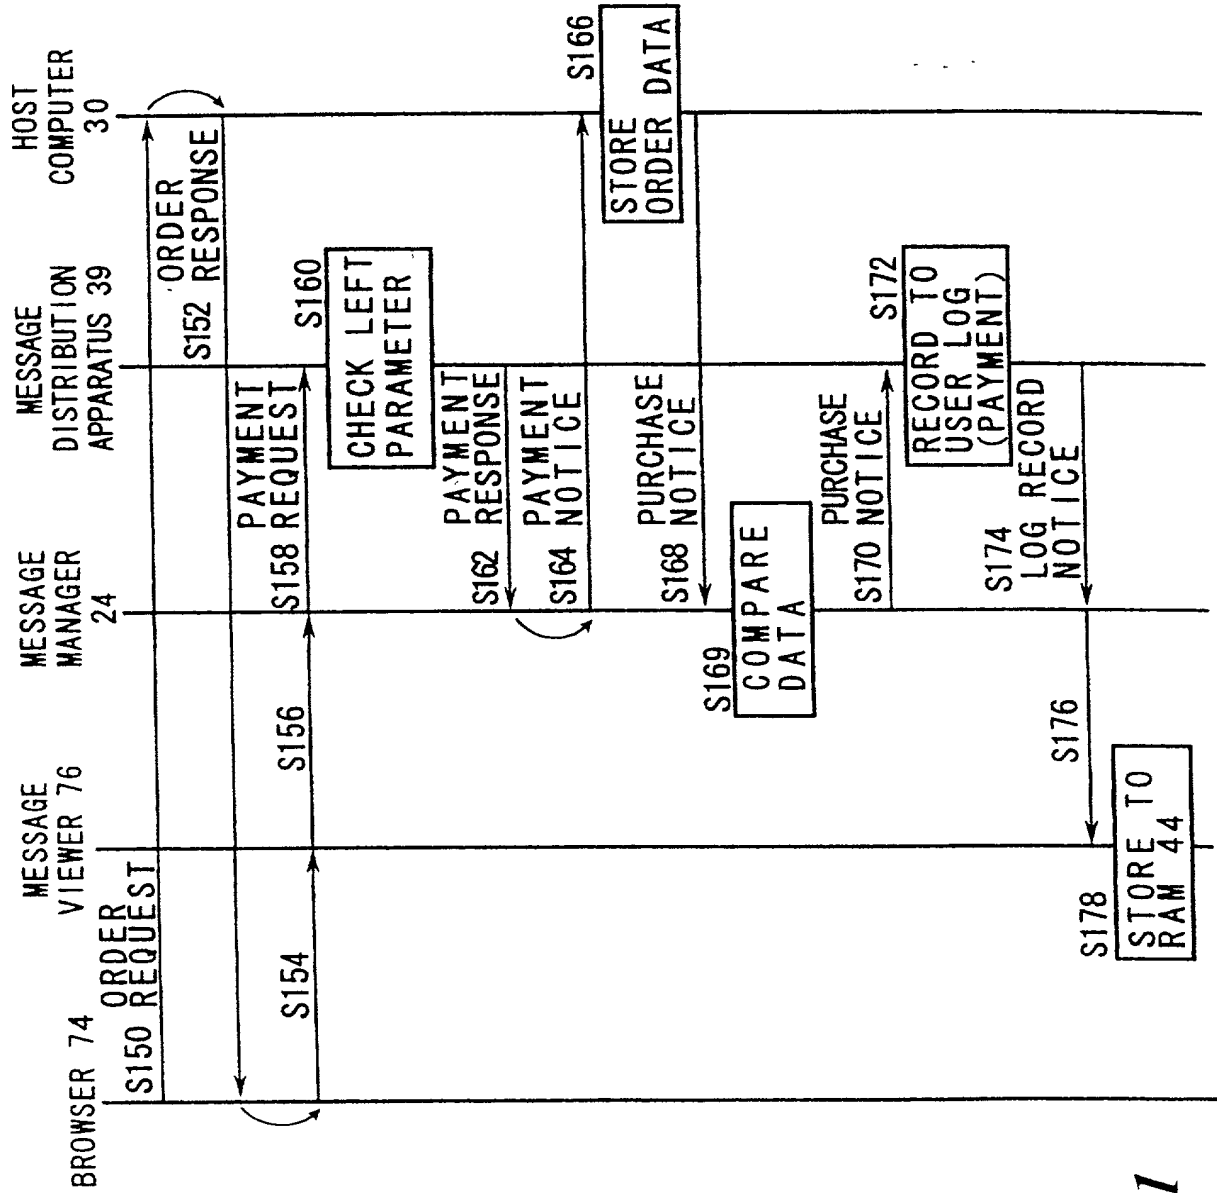 BROWSER 74
MESSAGE
VIEWER 76
MESSAGE
MANAGER
24
MESSAGE
DISTRIBUTION
APPARATUS 39
HOST
COMPUTER
30
ORDER
S150 REQUEST
ORDER
S152 RESPONSE
S154
S156
PAYMENT
S158 REQUEST
S160
CHECK LEFT
PARAMETER
PAYMENT
S162 RESPONSE
PAYMENT
S164 NOTICE
S166
STORE
ORDER DATA
PURCHASE
S168 NOTICE
S169
COMPARE
DATA
PURCHASE
S170 NOTICE
S172
RECORD TO
USER LOG
(PAYMENT)
S174
LOG RECORD
NOTICE
S176
S178
STORE TO
RAM 44